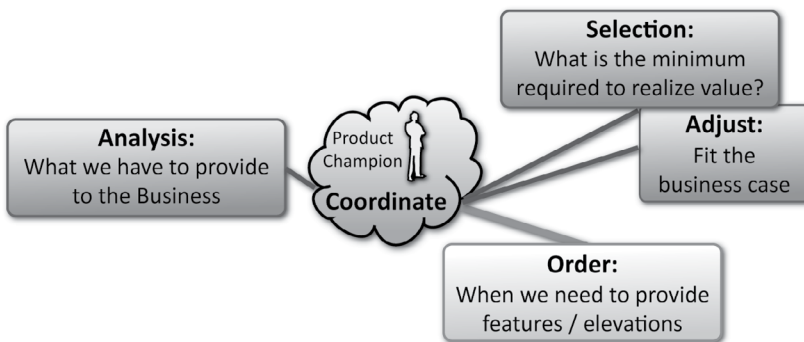 Analysis:
What we have to provide
to the Business
Product
Champion
Coordinate
Selection:
What is the minimum
required to realize value?
Adjust:
Fit the
business case
Order:
When we need to provide
features / elevations